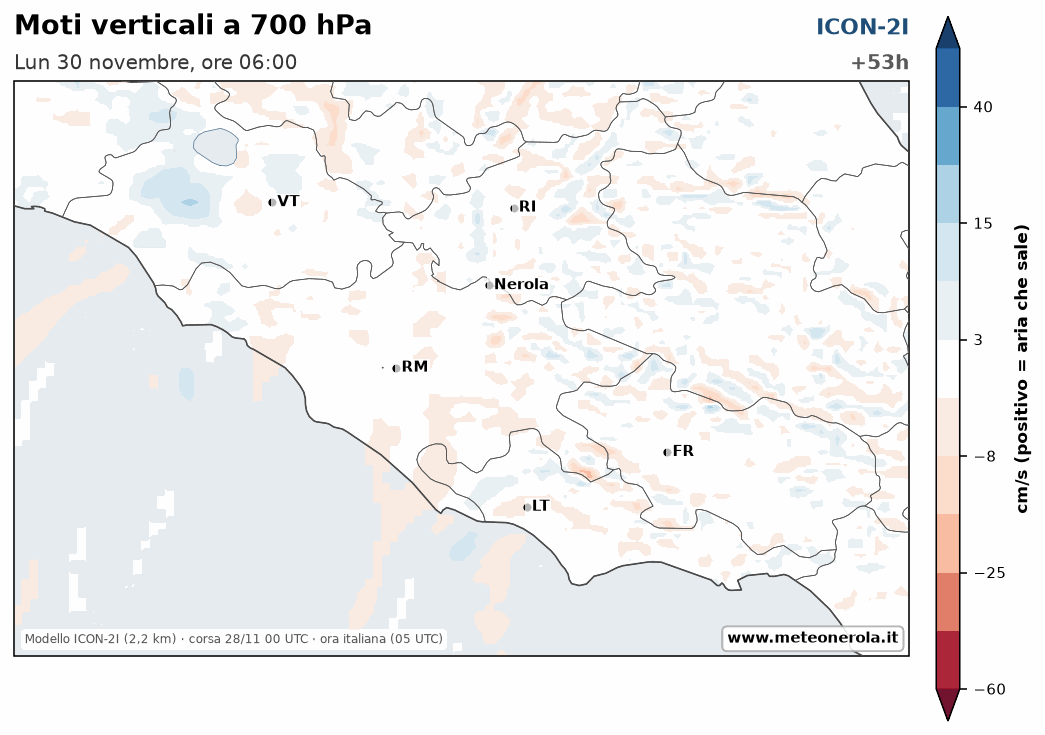 Moti verticali a 700 hPa
ICON-2I
Lun 30 novembre, ore 06:00
+53h
VT
RI
Nerola
RM
FR
LT
Modello ICON-2I (2,2 km) · corsa 28/11 00 UTC · ora italiana (05 UTC)
www.meteonerola.it
40
15
3
−8
−25
−60
cm/s (positivo = aria che sale)